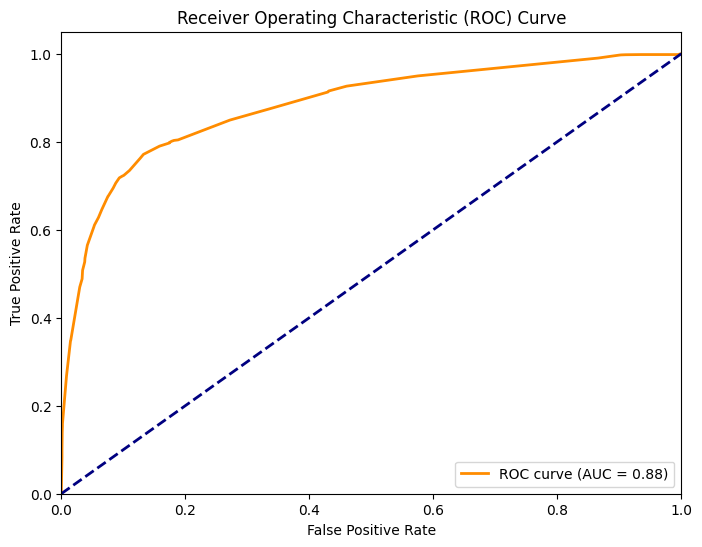 Receiver Operating Characteristic (ROC) Curve
1.0
0.8
0.6
0.4
0.2
0.0
True Positive Rate
ROC curve (AUC = 0.88)
0.0 0.2 0.4 0.6 0.8 1.0
False Positive Rate